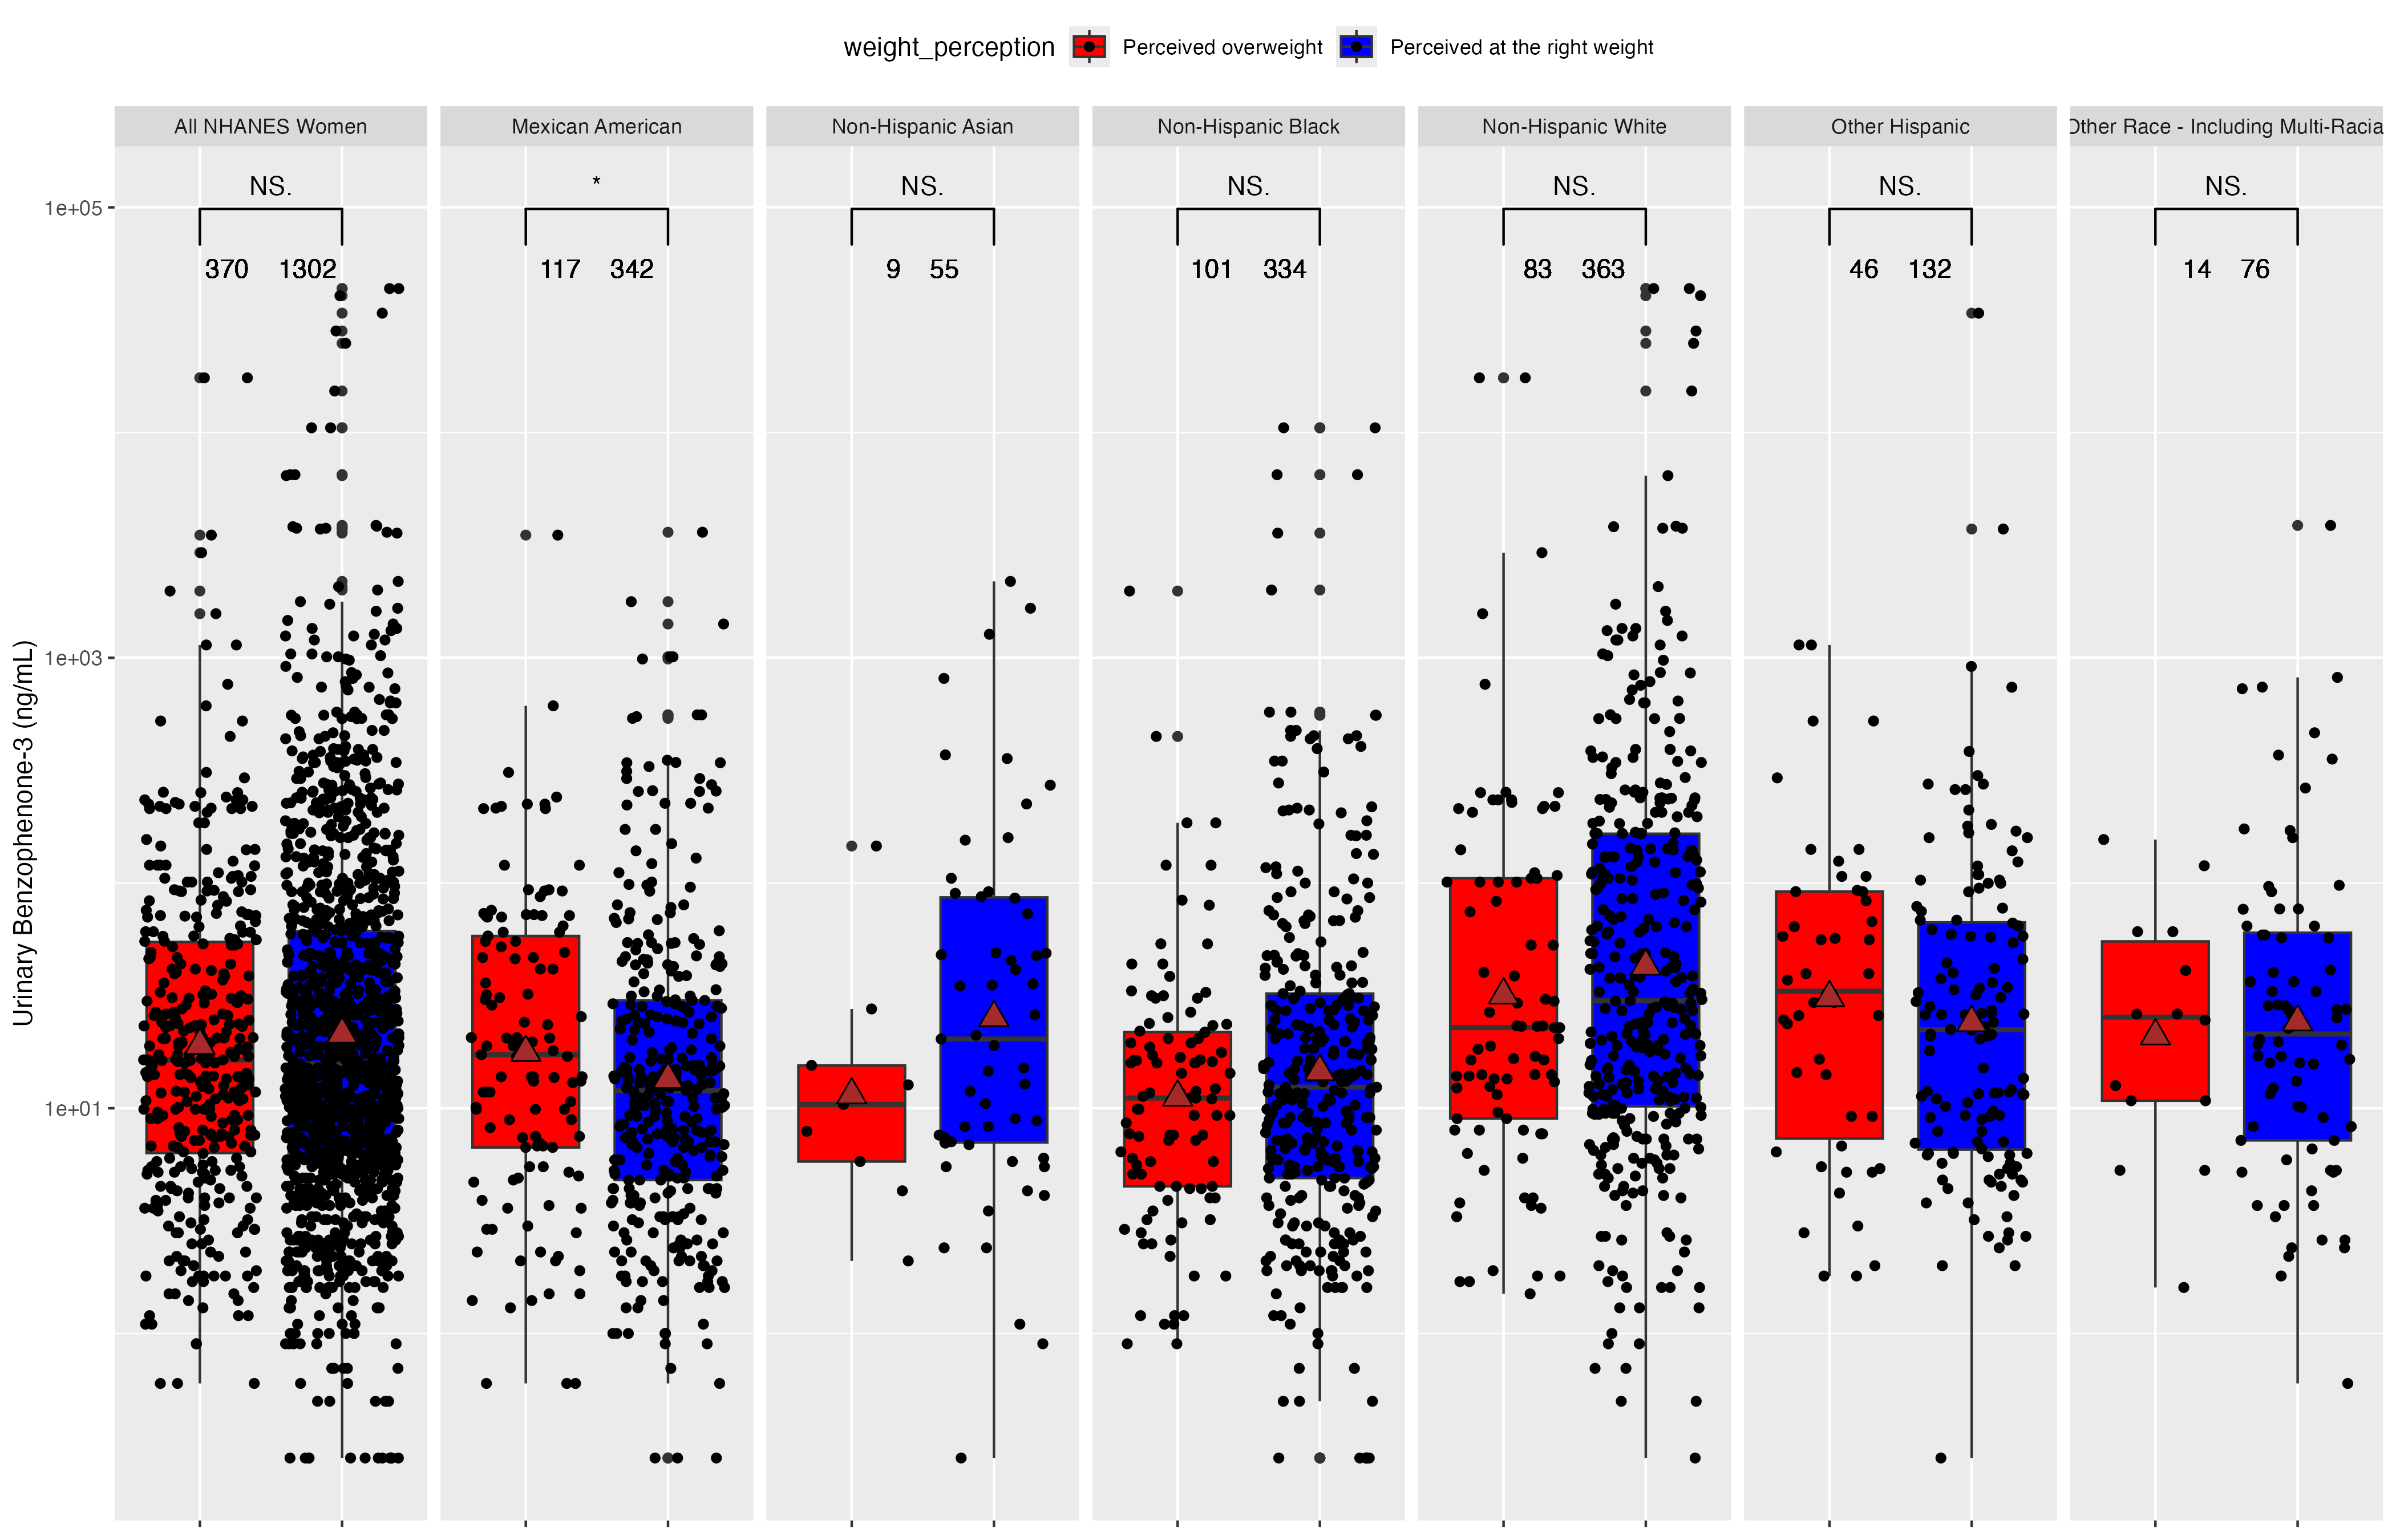 weight_perception Perceived overweight Perceived at the right weight
All NHANES Women Mexican American Non-Hispanic Asian Non-Hispanic Black Non-Hispanic White Other Hispanic Other Race - Including Multi-Racia
NS. * NS. NS. NS. NS. NS.
1e+05
370 1302 117 342 9 55 101 334 83 363 46 132 14 76
1e+03
Urinary Benzophenone-3 (ng/mL)
1e+01